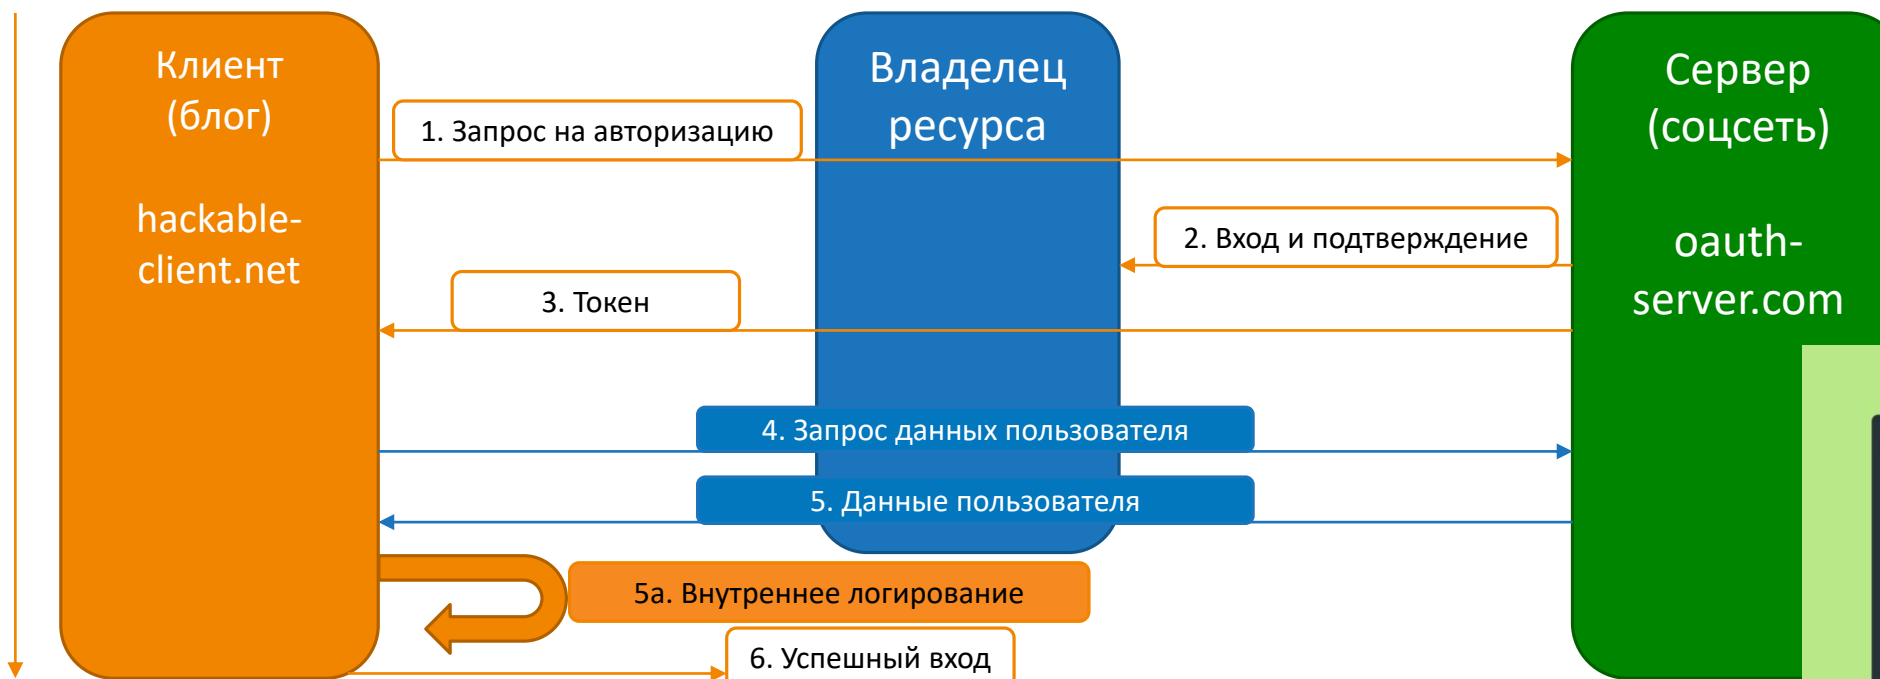 Клиент
(блог)
hackable-
client.net
Владелец
ресурса
Сервер
(соцсеть)
oauth-
server.com
1. Запрос на авторизацию
2. Вход и подтверждение
3. Токен
4. Запрос данных пользователя
5. Данные пользователя
5а. Внутреннее логирование
6. Успешный вход